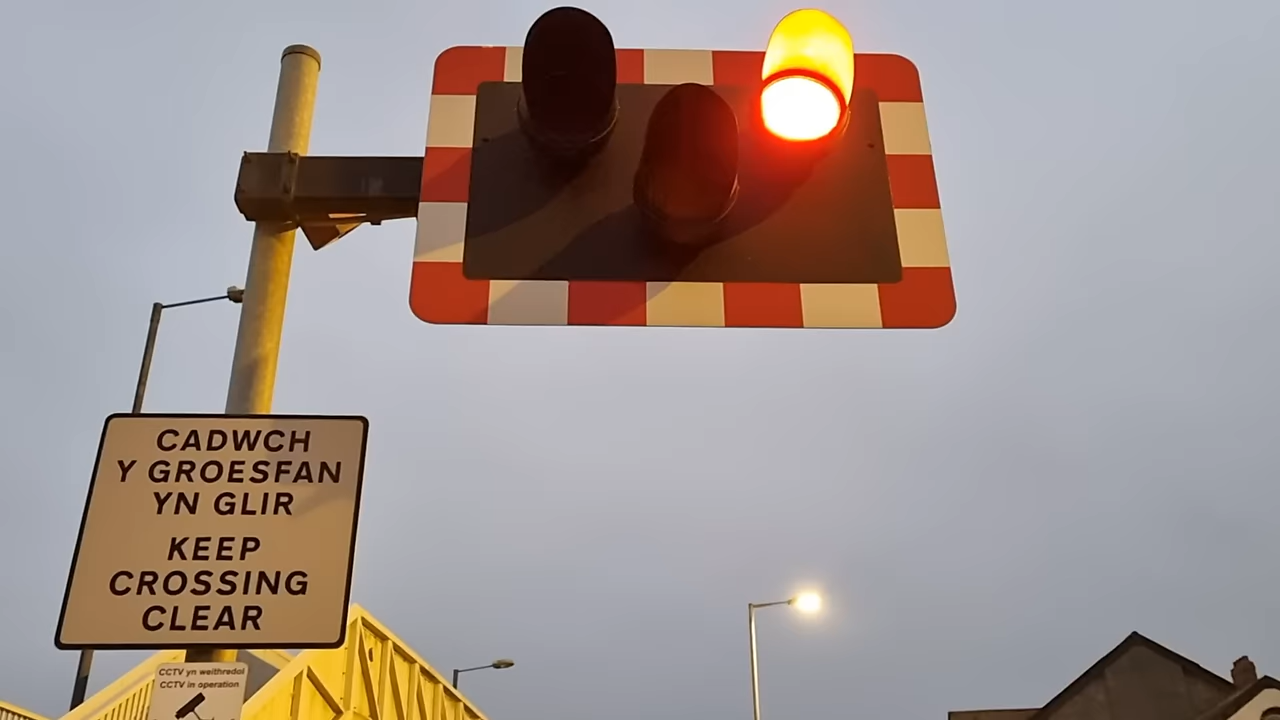 CADWCH
Y GROESFAN
YN GLIR
KEEP
CROSSING
CLEAR
CCTV yn weithredol
CCTV in operation